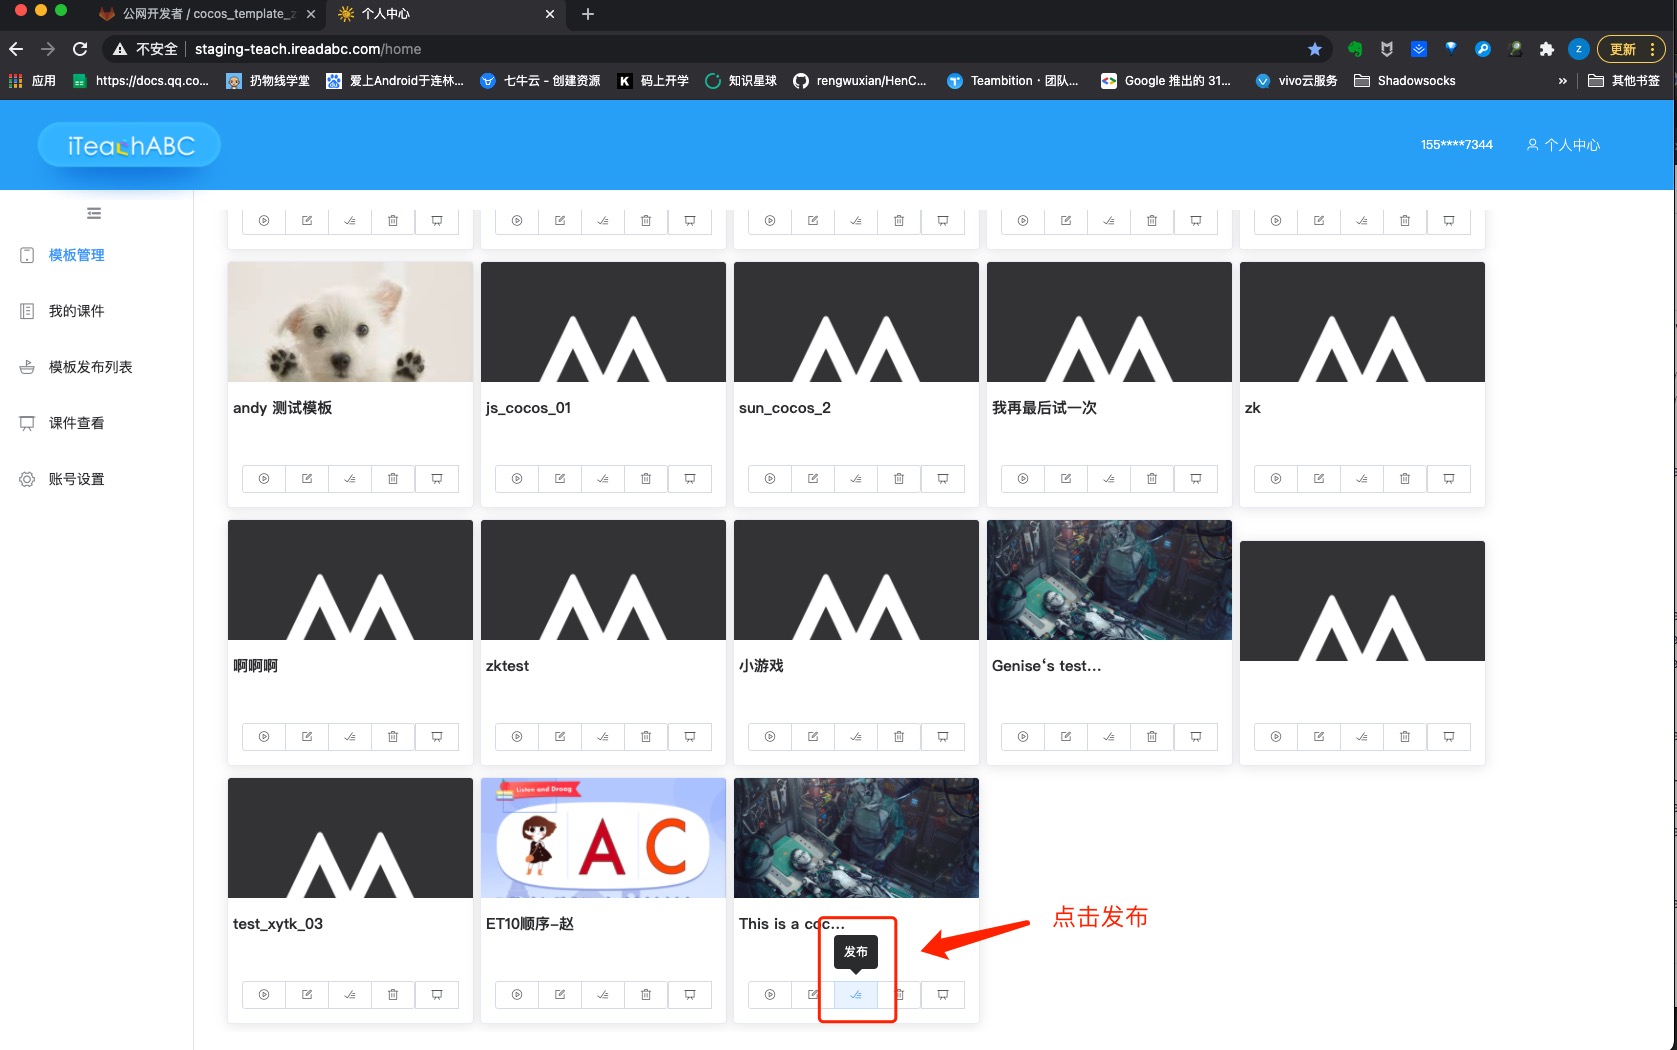 公网开发者 / cocos_template_
个人中心
不安全
staging-teach.ireadabc.com/home
z
更新
应用
https://docs.qq.co...
扔物线学堂
爱上Android于连林...
七牛云 - 创建资源
K
码上开学
知识星球
rengwuxian/HenC...
Teambition · 团队...
Google 推出的 31...
vivo云服务
Shadowsocks
»
其他书签
iTeachABC
155****7344
个人中心
模板管理
我的课件
模板发布列表
课件查看
账号设置
andy 测试模板
js_cocos_01
sun_cocos_2
我再最后试一次
zk
啊啊啊
zktest
小游戏
Genise‘s test...
Listen and Droag
A C
test_xytk_03
ET10顺序-赵
This is a coc...
发布
点击发布